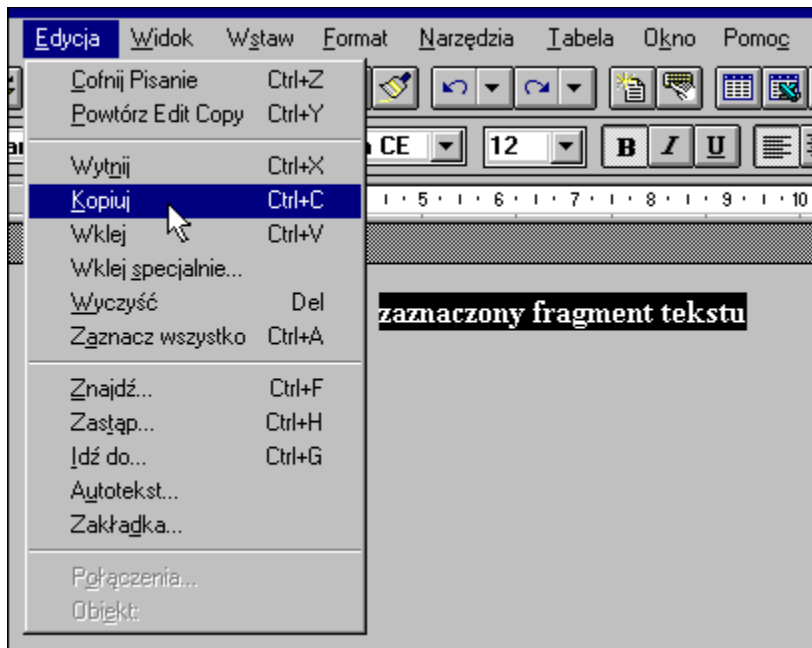 Edycja Widok Wstaw Format Narzędzia Tabela Okno Pomoc
Cofnij Pisanie Ctrl+Z
Powtórz Edit Copy Ctrl+Y
CE 12 B I U
Wytnij Ctrl+X
Kopiuj Ctrl+C
5 6 7 8 9 10
Wklej Ctrl+V
Wklej specjalnie...
Wyczyść Del
zaznaczony fragment tekstu
Zaznacz wszystko Ctrl+A
Znajdź... Ctrl+F
Zastąp... Ctrl+H
Idź do... Ctrl+G
Autotekst...
Zakładka...
Połączenia...
Obiekt: